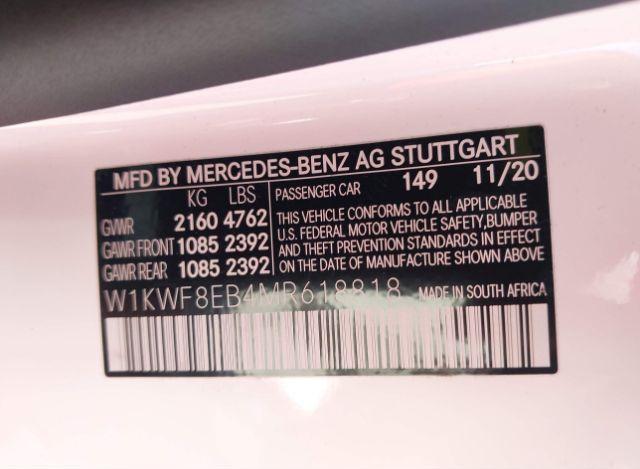 MFD BY MERCEDES-BENZ AG STUTTGART
KG LBS
GVWR 2160 4762
GAWR FRONT 1085 2392
GAWR REAR 1085 2392
PASSENGER CAR 149 11/20
THIS VEHICLE CONFORMS TO ALL APPLICABLE
U.S. FEDERAL MOTOR VEHICLE SAFETY, BUMPER
AND THEFT PREVENTION STANDARDS IN EFFECT
ON THE DATE OF MANUFACTURE SHOWN ABOVE
W1KWF8EB4MR618818 MADE IN SOUTH AFRICA